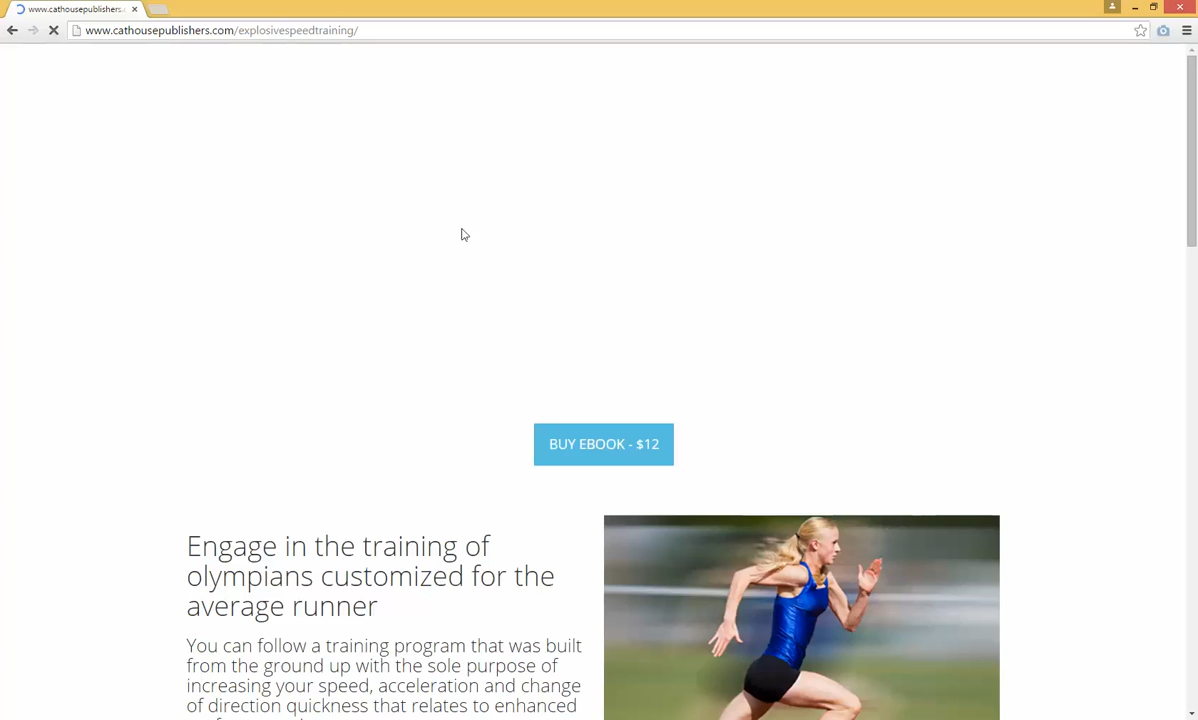 www.cathousepublishers.
www.cathousepublishers.com/explosivespeedtraining/
BUY EBOOK - $12
Engage in the training of
olympians customized for the
average runner
You can follow a training program that was built
from the ground up with the sole purpose of
increasing your speed, acceleration and change
of direction quickness that relates to enhanced